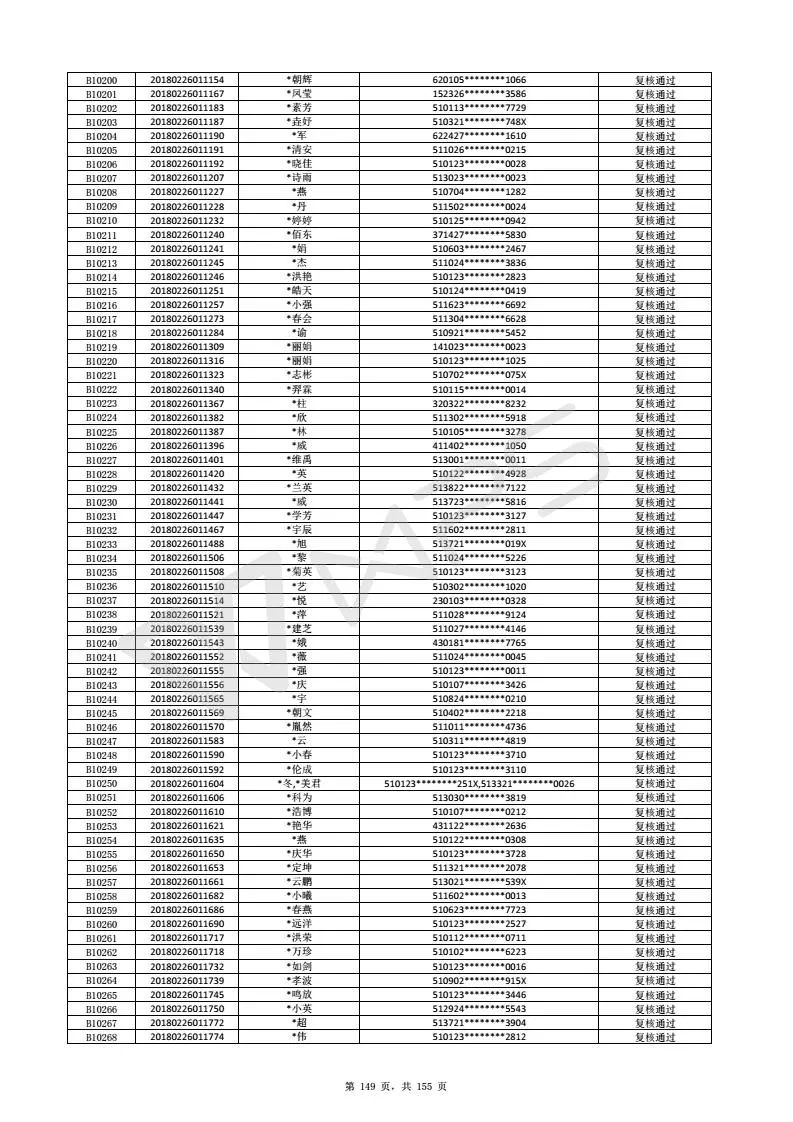 B10200 20180226011154 *朝辉 620105********1066 复核通过
B10201 20180226011167 *凤莹 152326********3586 复核通过
B10202 20180226011183 *素芳 510113********7729 复核通过
B10203 20180226011187 *垚妤 510321********748X 复核通过
B10204 20180226011190 *军 622427********1610 复核通过
B10205 20180226011191 *清安 511026********0215 复核通过
B10206 20180226011192 *晓佳 510123********0028 复核通过
B10207 20180226011207 *诗雨 513023********0023 复核通过
B10208 20180226011227 *燕 510704********1282 复核通过
B10209 20180226011228 *丹 511502********0024 复核通过
B10210 20180226011232 *婷婷 510125********0942 复核通过
B10211 20180226011240 *佰东 371427********5830 复核通过
B10212 20180226011241 *娟 510603********2467 复核通过
B10213 20180226011245 *杰 511024********3836 复核通过
B10214 20180226011246 *洪艳 510123********2823 复核通过
B10215 20180226011251 *皓天 510124********0419 复核通过
B10216 20180226011257 *小强 511623********6692 复核通过
B10217 20180226011273 *春会 511304********6628 复核通过
B10218 20180226011284 *谕 510921********5452 复核通过
B10219 20180226011309 *丽娟 141023********0023 复核通过
B10220 20180226011316 *丽娟 510123********1025 复核通过
B10221 20180226011323 *志彬 510702********075X 复核通过
B10222 20180226011340 *羿霖 510115********0014 复核通过
B10223 20180226011367 *柱 320322********8232 复核通过
B10224 20180226011382 *欣 511302********5918 复核通过
B10225 20180226011387 *林 510105********3278 复核通过
B10226 20180226011396 *威 411402********1050 复核通过
B10227 20180226011401 *维禹 513001********0011 复核通过
B10228 20180226011420 *英 510122********4928 复核通过
B10229 20180226011432 *兰英 513822********7122 复核通过
B10230 20180226011441 *威 513723********5816 复核通过
B10231 20180226011447 *学芳 510123********3127 复核通过
B10232 20180226011467 *宇辰 511602********2811 复核通过
B10233 20180226011488 *旭 513721********019X 复核通过
B10234 20180226011506 *黎 511024********5226 复核通过
B10235 20180226011508 *菊英 510123********3123 复核通过
B10236 20180226011510 *艺 510302********1020 复核通过
B10237 20180226011514 *悦 230103********0328 复核通过
B10238 20180226011521 *萍 511028********9124 复核通过
B10239 20180226011539 *建芝 511027********4146 复核通过
B10240 20180226011543 *娥 430181********7765 复核通过
B10241 20180226011552 *薇 511024********0045 复核通过
B10242 20180226011555 *强 510123********0011 复核通过
B10243 20180226011556 *庆 510107********3426 复核通过
B10244 20180226011565 *宇 510824********0210 复核通过
B10245 20180226011569 *朝文 510402********2218 复核通过
B10246 20180226011570 *胤然 511011********4736 复核通过
B10247 20180226011583 *云 510311********4819 复核通过
B10248 20180226011590 *小春 510123********3710 复核通过
B10249 20180226011592 *伦成 510123********3110 复核通过
B10250 20180226011604 *冬,*美君 510123********251X,513321********0026 复核通过
B10251 20180226011606 *科为 513030********3819 复核通过
B10252 20180226011610 *浩博 510107********0212 复核通过
B10253 20180226011621 *艳华 431122********2636 复核通过
B10254 20180226011635 *燕 510122********0308 复核通过
B10255 20180226011650 *庆华 510123********3728 复核通过
B10256 20180226011653 *定坤 511321********2078 复核通过
B10257 20180226011661 *云鹏 513021********539X 复核通过
B10258 20180226011682 *小曦 511602********0013 复核通过
B10259 20180226011686 *春燕 510623********7723 复核通过
B10260 20180226011690 *远洋 510123********2527 复核通过
B10261 20180226011717 *洪荣 510112********0711 复核通过
B10262 20180226011718 *万珍 510102********6223 复核通过
B10263 20180226011732 *如剑 510123********0016 复核通过
B10264 20180226011739 *孝波 510902********915X 复核通过
B10265 20180226011745 *鸣放 510123********3446 复核通过
B10266 20180226011750 *小英 512924********5543 复核通过
B10267 20180226011772 *超 513721********3904 复核通过
B10268 20180226011774 *伟 510123********2812 复核通过
WPS
第 149 页，共 155 页